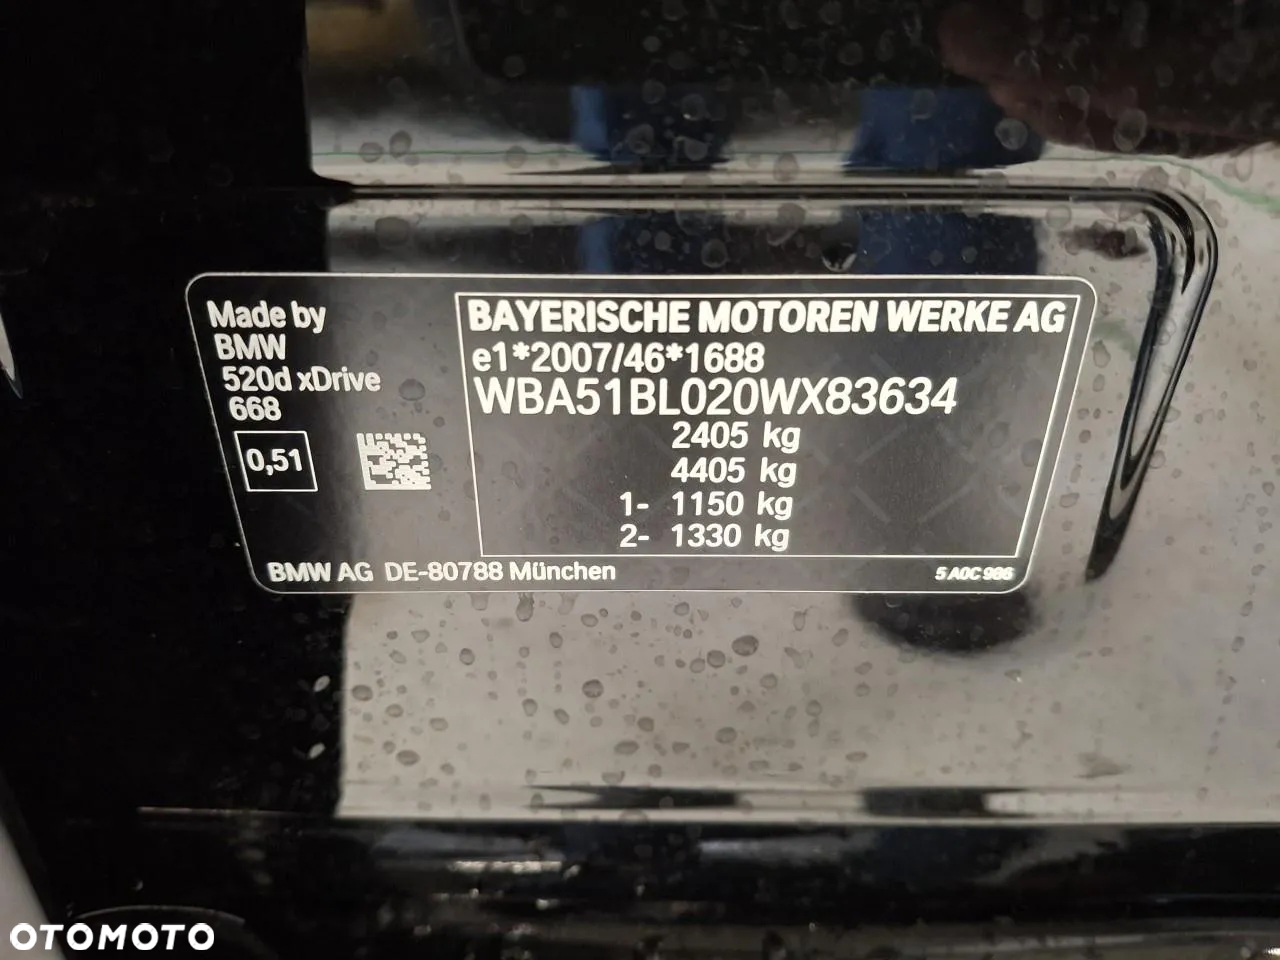 Made by
BMW
520d xDrive
668
0,51
BAYERISCHE MOTOREN WERKE AG
e1*2007/46*1688
WBA51BL020WX83634
2405 kg
4405 kg
1- 1150 kg
2- 1330 kg
BMW AG DE-80788 München
5 A0C 986
OTOMOTO